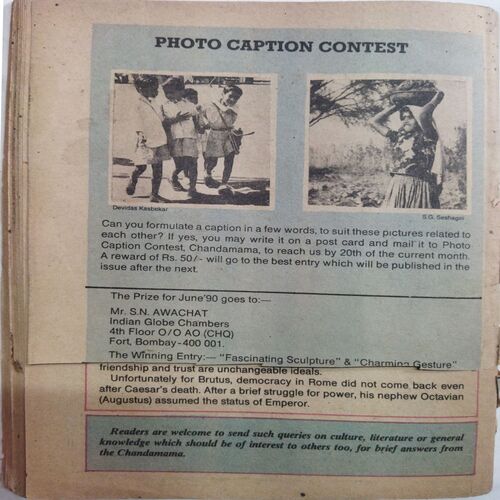 PHOTO CAPTION CONTEST
Devidas Kasbekar
S.G. Seshagiri
Can you formulate a caption in a few words, to suit these pictures related to
each other? If yes, you may write it on a post card and mail it to Photo
Caption Contest, Chandamama, to reach us by 20th of the current month.
A reward of Rs. 50/- will go to the best entry which will be published in the
issue after the next.
The Prize for June'90 goes to:—
Mr. S.N. AWACHAT
Indian Globe Chambers
4th Floor O/O AO (CHQ)
Fort, Bombay-400 001.
The Winning Entry:— "Fascinating Sculpture" & "Charming Gesture"
friendship and trust are unchangeable ideals.
Unfortunately for Brutus, democracy in Rome did not come back even
after Caesar's death. After a brief struggle for power, his nephew Octavian
(Augustus) assumed the status of Emperor.
Readers are welcome to send such queries on culture, literature or general
knowledge which should be of interest to others too, for brief answers from
the Chandamama.